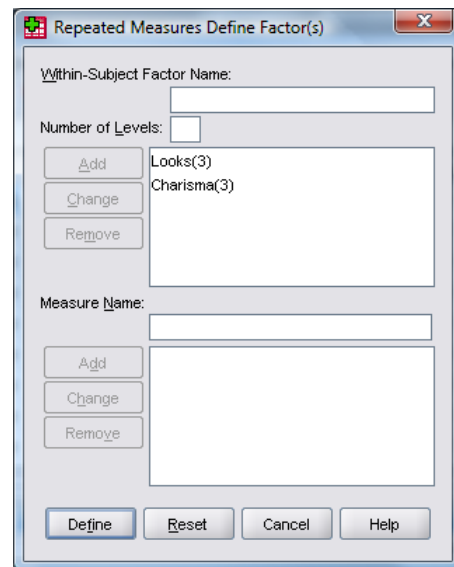 Repeated Measures Define Factor(s)
Within-Subject Factor Name:
Number of Levels:
Add
Change
Remove
Looks(3)
Charisma(3)
Measure Name:
Add
Change
Remove
Define Reset Cancel Help